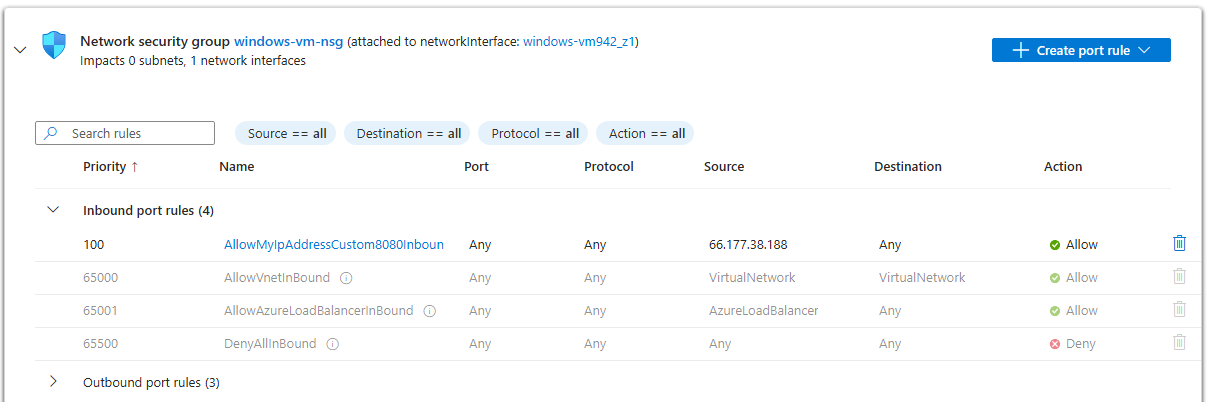 Network security group windows-vm-nsg (attached to networkInterface: windows-vm942_z1)
Impacts 0 subnets, 1 network interfaces
Create port rule
Search rules
Source == all
Destination == all
Protocol == all
Action == all
Priority ↑ Name Port Protocol Source Destination Action
Inbound port rules (4)
100 AllowMyIpAddressCustom8080Inboun Any Any 66.177.38.188 Any Allow
65000 AllowVnetInBound Any Any VirtualNetwork VirtualNetwork Allow
65001 AllowAzureLoadBalancerInBound Any Any AzureLoadBalancer Any Allow
65500 DenyAllInBound Any Any Any Any Deny
Outbound port rules (3)